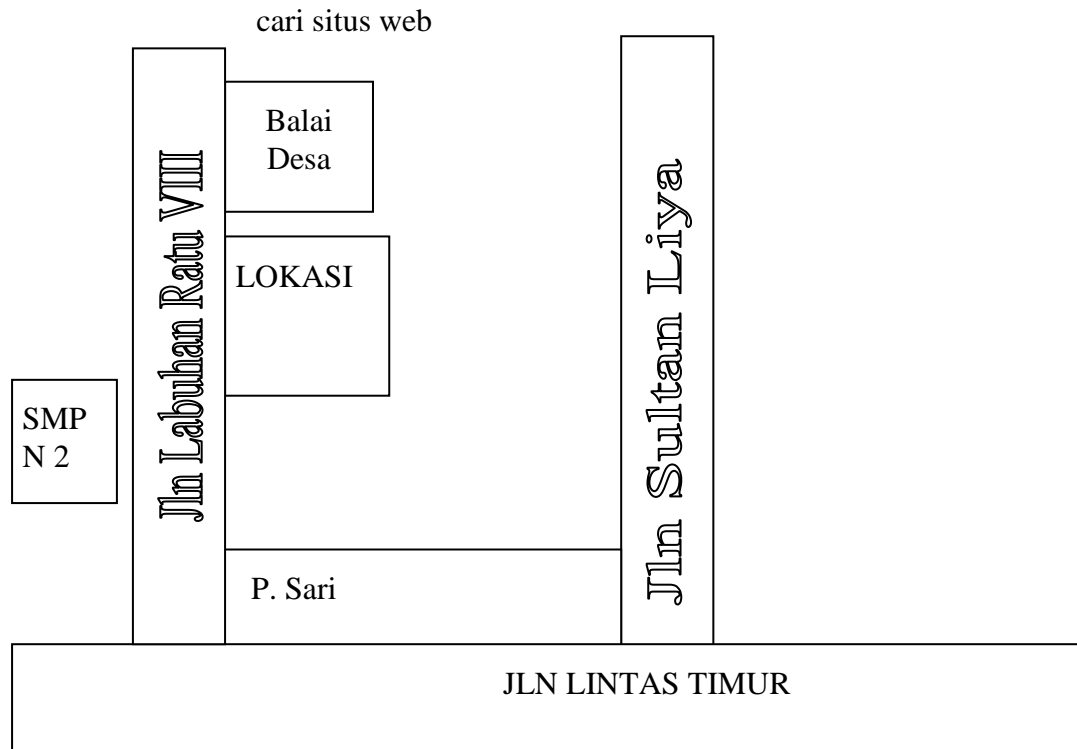 cari situs web
Balai
Desa
Jln Labuhan Ratu VIII
LOKASI
Jln Sultan Liya
SMP
N 2
P. Sari
JLN LINTAS TIMUR